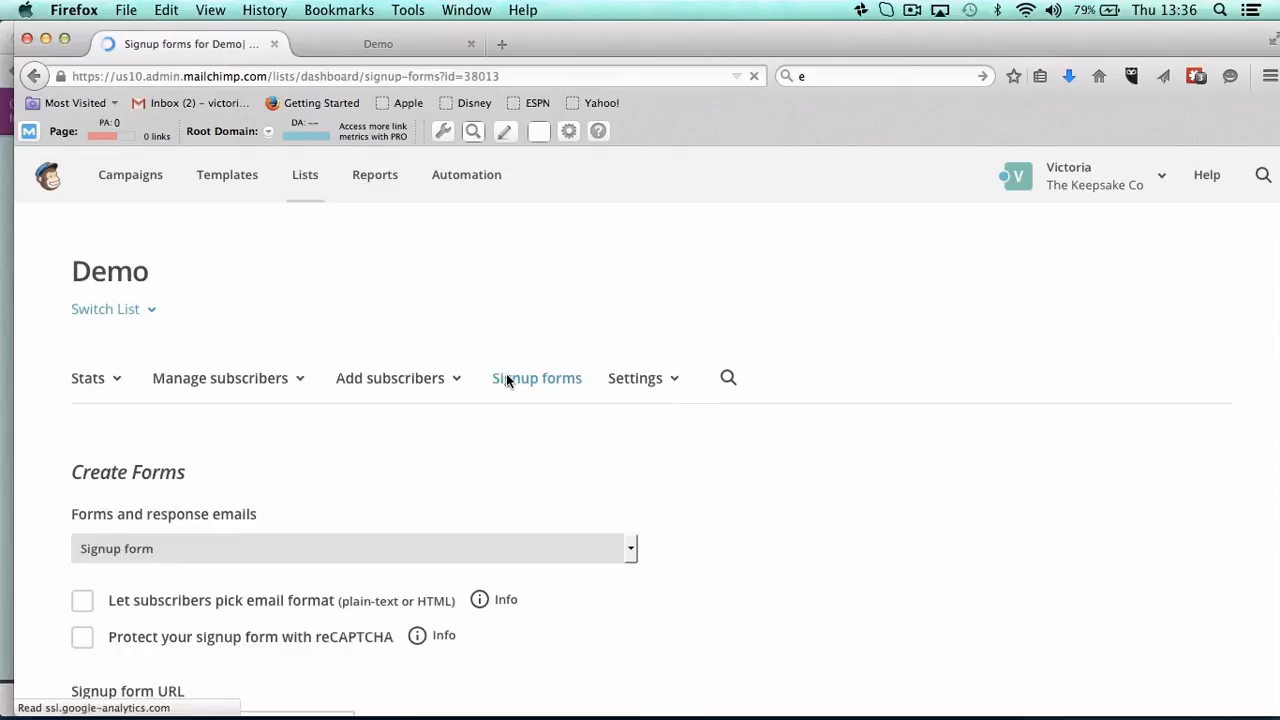 Firefox File Edit View History Bookmarks Tools Window Help 79% Thu 13:36
Signup forms for Demo| ... Demo
https://us10.admin.mailchimp.com/lists/dashboard/signup-forms?id=38013 e
Most Visited Inbox (2) – victori... Getting Started Apple Disney ESPN Yahoo!
M Page: PA: 0 0 links Root Domain: DA: -- Access more link metrics with PRO
Campaigns Templates Lists Reports Automation V Victoria Help
The Keepsake Co
Demo
Switch List
Stats Manage subscribers Add subscribers Signup forms Settings
Create Forms
Forms and response emails
Signup form
Let subscribers pick email format (plain-text or HTML) Info
Protect your signup form with reCAPTCHA Info
Signup form URL
Read ssl.google-analytics.com